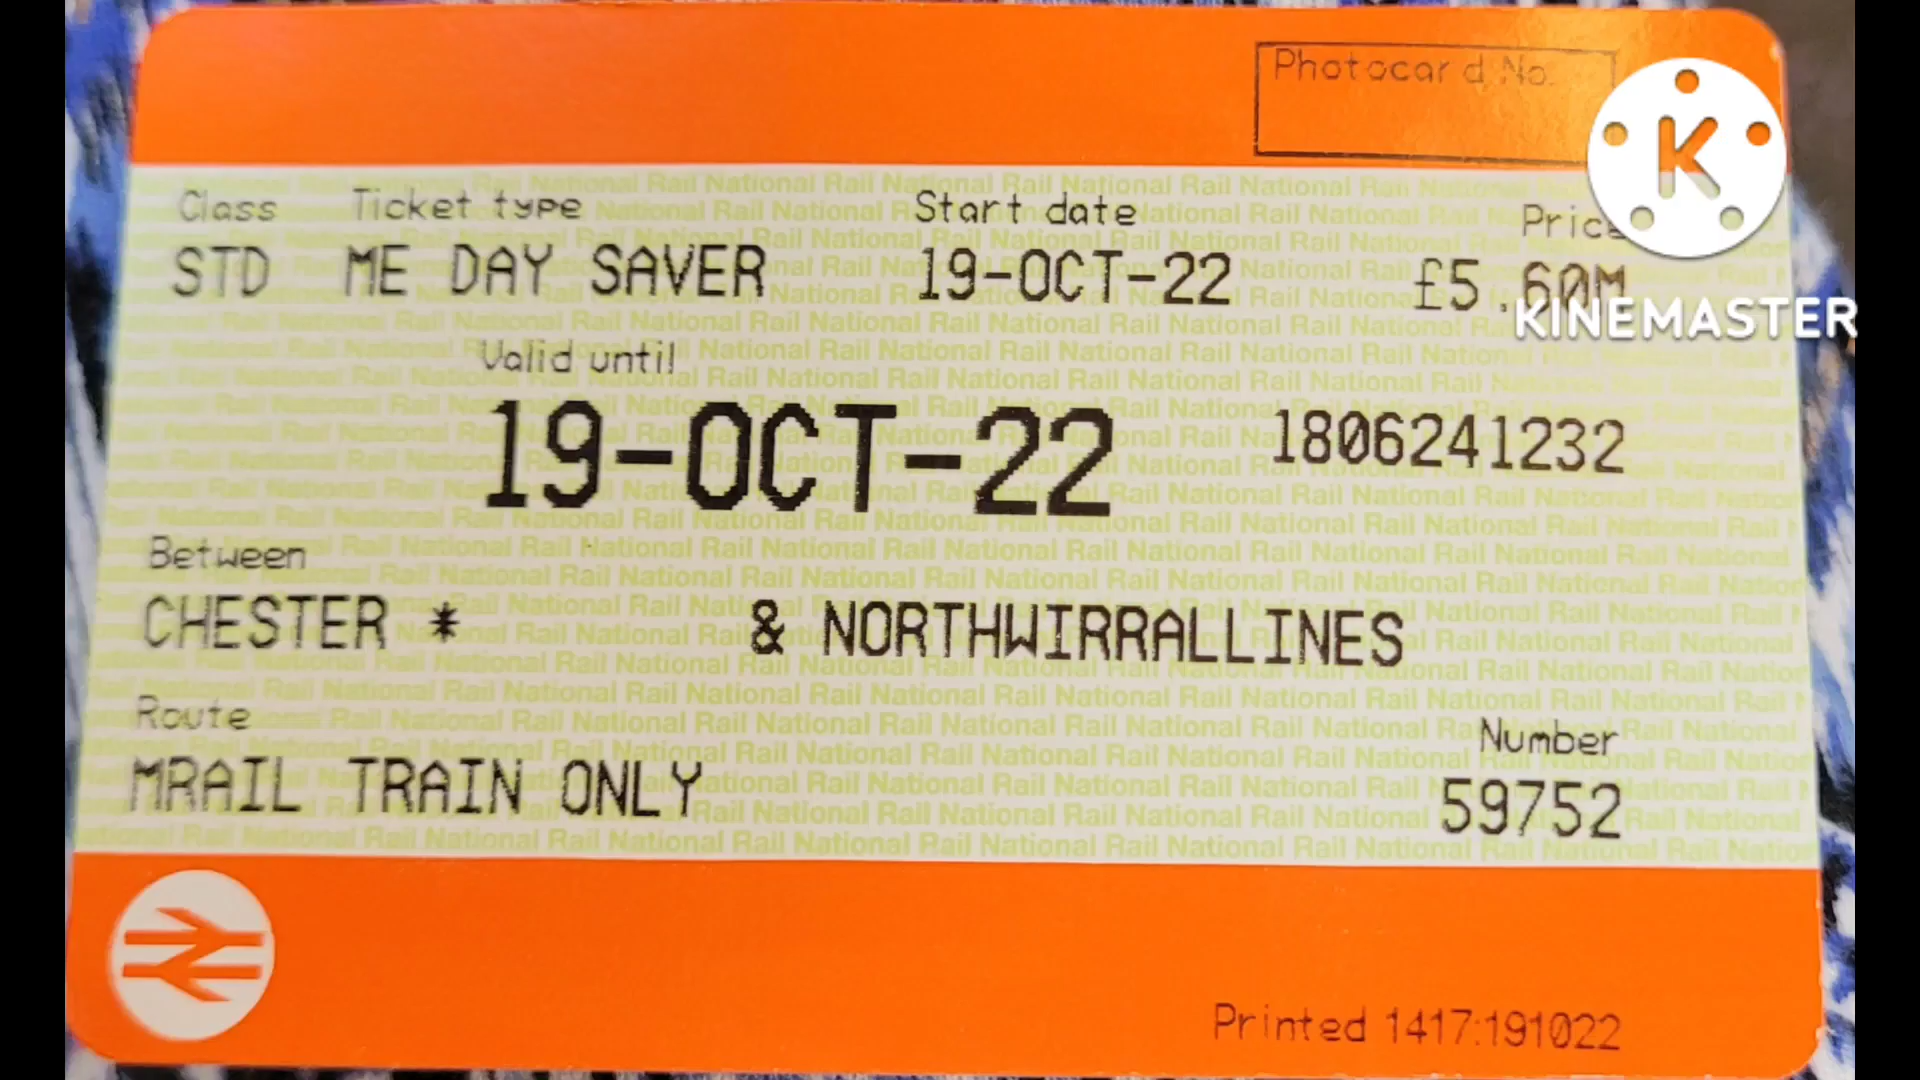 Photocard No.
Class Ticket type Start date Price
STD ME DAY SAVER 19-OCT-22 £5.60M
KINEMASTER
Valid until
19-OCT-22 1806241232
Between
CHESTER * & NORTHWIRRALLINES
Route
Number
MRAIL TRAIN ONLY 59752
Printed 1417:191022